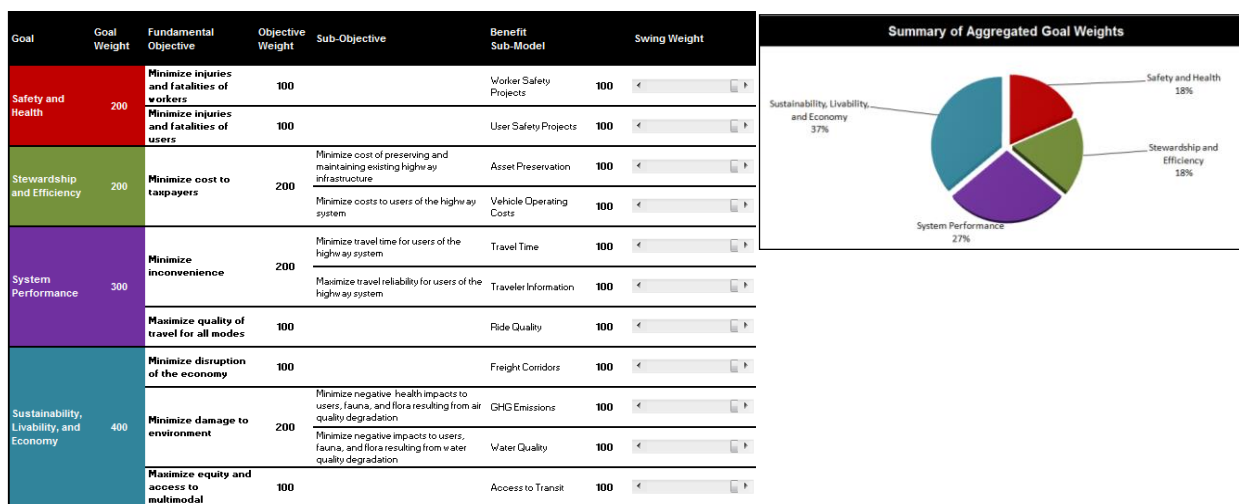 Goal Goal Weight Fundamental Objective Objective Weight Sub-Objective Benefit Sub-Model Swing Weight
Safety and Health 200
Minimize injuries
and fatalities of
workers
100
Worker Safety
Projects
100
Minimize injuries
and fatalities of
users
100
User Safety Projects
100
Stewardship
and Efficiency
200
Minimize cost to
taxpayers
200
Minimize cost of preserving and
maintaining existing highway
infrastructure
Asset Preservation
100
Minimize costs to users of the highway
system
Vehicle Operating
Costs
100
System
Performance
300
Minimize
inconvenience
200
Minimize travel time for users of the
highway system
Travel Time
100
Maximize travel reliability for users of the
highway system
Traveler Information
100
Maximize quality of
travel for all modes
100
Ride Quality
100
Sustainability,
Livability, and
Economy
400
Minimize disruption
of the economy
100
Freight Corridors
100
Minimize damage to
environment
200
Minimize negative health impacts to
users, fauna, and flora resulting from air
quality degradation
GHG Emissions
100
Minimize negative impacts to users,
fauna, and flora resulting from water
quality degradation
Water Quality
100
Maximize equity and
access to
multimodal
100
Access to Transit
100
Summary of Aggregated Goal Weights
Safety and Health
18%
Sustainability, Livability,
and Economy
37%
Stewardship and
Efficiency
18%
System Performance
27%